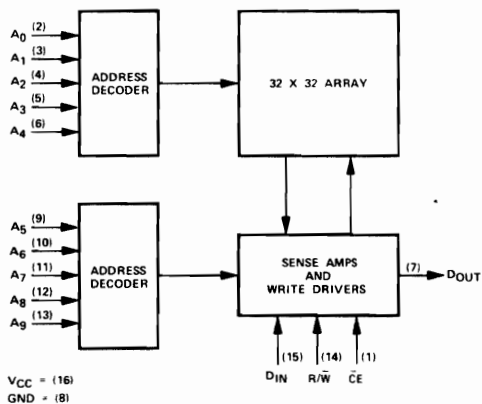 A0 (2)
A1 (3)
A2 (4)
A3 (5)
A4 (6)
ADDRESS
DECODER
32 X 32 ARRAY
A5 (9)
A6 (10)
A7 (11)
A8 (12)
A9 (13)
ADDRESS
DECODER
SENSE AMPS
AND
WRITE DRIVERS
(7) DOUT
(15) (14) (1)
DIN R/W̅ C̅E̅
VCC = (16)
GND = (8)